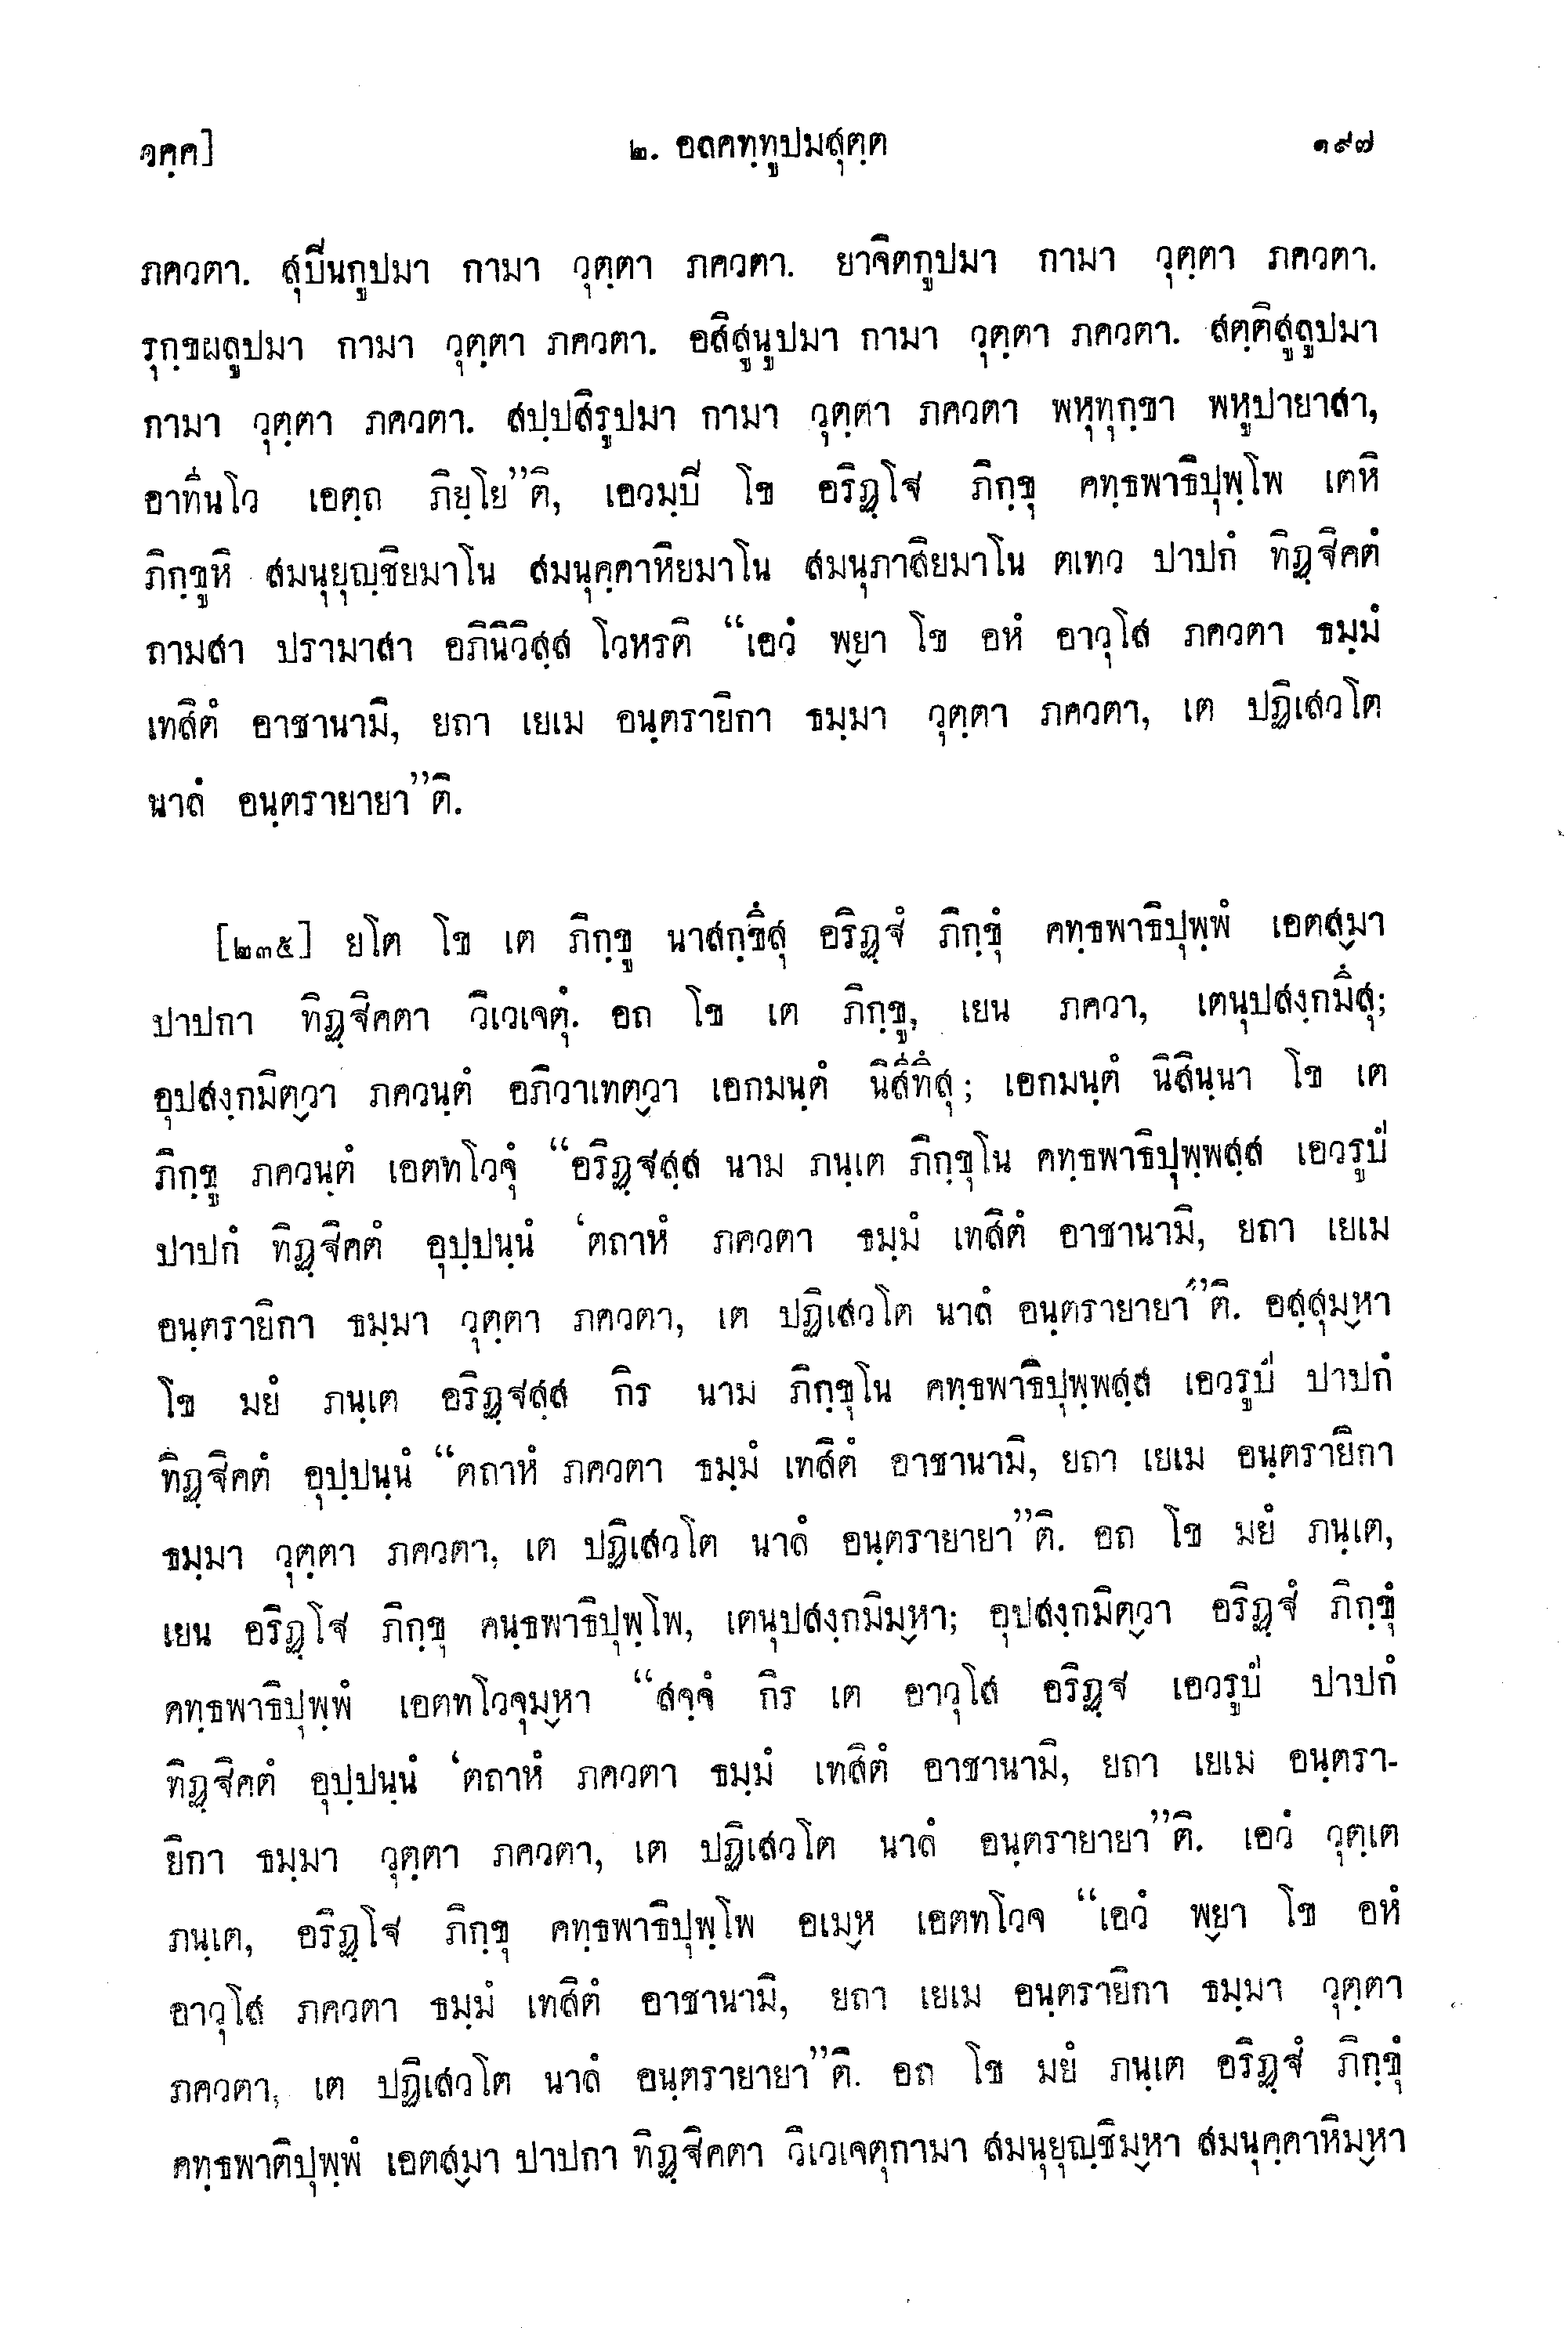 วคฺค]
๒. อลคทฺทูปมสุตฺต
๑๙๗
ภควตา. สุปินกูปมา กามา วุตฺตา ภควตา. ยาจิตกูปมา กามา วุตฺตา ภควตา.
รุกฺขผลูปมา กามา วุตฺตา ภควตา. อสิสูนูปมา กามา วุตฺตา ภควตา. สตฺติสูลูปมา
กามา วุตฺตา ภควตา. สปฺปสิรูปมา กามา วุตฺตา ภควตา พหุทุกฺขา พหูปายาสา,
อาทีนโว เอตฺถ ภิยฺโย”ติ, เอวมฺปิ โข อริฏฺโฐ ภิกฺขุ คทฺธพาธิปุพฺโพ เตหิ
ภิกฺขูหิ สมนุยุญฺชิยมาโน สมนุคฺคาหิยมาโน สมนุภาสิยมาโน ตเทว ปาปกํ ทิฏฺฐิคตํ
ถามสา ปรามาสา อภินิวิสฺส โวหรติ “เอวํ พฺยา โข อหํ อาวุโส ภควตา ธมฺมํ
เทสิตํ อาชานามิ, ยถา เยเม อนฺตรายิกา ธมฺมา วุตฺตา ภควตา, เต ปฏิเสวโต
นาลํ อนฺตรายายา”ติ.
[๒๓๕] ยโต โข เต ภิกฺขู นาสกฺขึสุ อริฏฺฐํ ภิกฺขุํ คทฺธพาธิปุพฺพํ เอตสฺมา
ปาปกา ทิฏฺฐิคตา วิเวเจตุํ. อถ โข เต ภิกฺขู, เยน ภควา, เตนุปสงฺกมึสุ;
อุปสงฺกมิตฺวา ภควนฺตํ อภิวาเทตฺวา เอกมนฺตํ นิสีทึสุ; เอกมนฺตํ นิสินฺนา โข เต
ภิกฺขู ภควนฺตํ เอตทโวจุํ “อริฏฺฐสฺส นาม ภนฺเต ภิกฺขุโน คทฺธพาธิปุพฺพสฺส เอวรูปํ
ปาปกํ ทิฏฺฐิคตํ อุปฺปนฺนํ ‘ตถาหํ ภควตา ธมฺมํ เทสิตํ อาชานามิ, ยถา เยเม
อนฺตรายิกา ธมฺมา วุตฺตา ภควตา, เต ปฏิเสวโต นาลํ อนฺตรายายา’”ติ. อสฺสุมฺหา
โข มยํ ภนฺเต อริฏฺฐสฺส กิร นาม ภิกฺขุโน คทฺธพาธิปุพฺพสฺส เอวรูปํ ปาปกํ
ทิฏฺฐิคตํ อุปฺปนฺนํ “ตถาหํ ภควตา ธมฺมํ เทสิตํ อาชานามิ, ยถา เยเม อนฺตรายิกา
ธมฺมา วุตฺตา ภควตา, เต ปฏิเสวโต นาลํ อนฺตรายายา”ติ. อถ โข มยํ ภนฺเต,
เยน อริฏฺโฐ ภิกฺขุ คนฺธพาธิปุพฺโพ, เตนุปสงฺกมิมฺหา; อุปสงฺกมิตฺวา อริฏฺฐํ ภิกฺขุํ
คทฺธพาธิปุพฺพํ เอตทโวจุมฺหา “สจฺจํ กิร เต อาวุโส อริฏฺฐ เอวรูปํ ปาปกํ
ทิฏฺฐิคตํ อุปฺปนฺนํ ‘ตถาหํ ภควตา ธมฺมํ เทสิตํ อาชานามิ, ยถา เยเม อนฺตรา-
ยิกา ธมฺมา วุตฺตา ภควตา, เต ปฏิเสวโต นาลํ อนฺตรายายา”ติ. เอวํ วุตฺเต
ภนฺเต, อริฏฺโฐ ภิกฺขุ คทฺธพาธิปุพฺโพ อเมฺห เอตทโวจ “เอวํ พฺยา โข อหํ
อาวุโส ภควตา ธมฺมํ เทสิตํ อาชานามิ, ยถา เยเม อนฺตรายิกา ธมฺมา วุตฺตา
ภควตา, เต ปฏิเสวโต นาลํ อนฺตรายายา”ติ. อถ โข มยํ ภนฺเต อริฏฺฐํ ภิกฺขุํ
คทฺธพาติปุพฺพํ เอตสฺมา ปาปกา ทิฏฺฐิคตา วิเวเจตุกามา สมนุยุญฺชิมฺหา สมนุคฺคาหิมฺหา